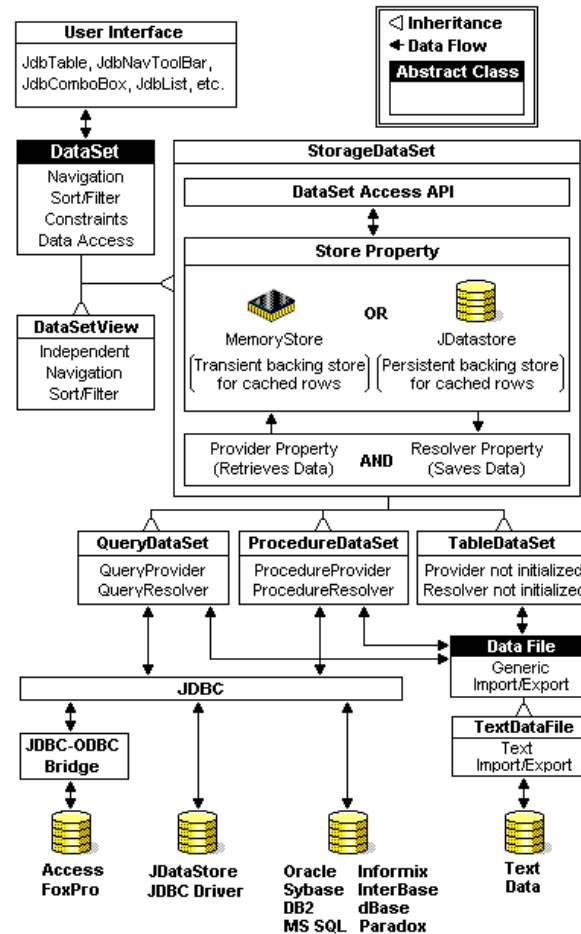 User Interface
JdbTable, JdbNavToolBar,
JdbComboBox, JdbList, etc.
Inheritance
Data Flow
Abstract Class
DataSet
Navigation
Sort/Filter
Constraints
Data Access
DataSetView
Independent
Navigation
Sort/Filter
StorageDataSet
DataSet Access API
Store Property
MemoryStore
OR
JDatastore
Transient backing store
for cached rows
Persistent backing store
for cached rows
Provider Property
(Retrieves Data)
AND
Resolver Property
(Saves Data)
QueryDataSet
QueryProvider
QueryResolver
ProcedureDataSet
ProcedureProvider
ProcedureResolver
TableDataSet
Provider not initialized
Resolver not initialized
Data File
Generic
Import/Export
JDBC
TextDataFile
Text
Import/Export
JDBC-ODBC
Bridge
Access
FoxPro
JDataStore
JDBC Driver
Oracle Informix
Sybase InterBase
DB2 dBase
MS SQL Paradox
Text
Data